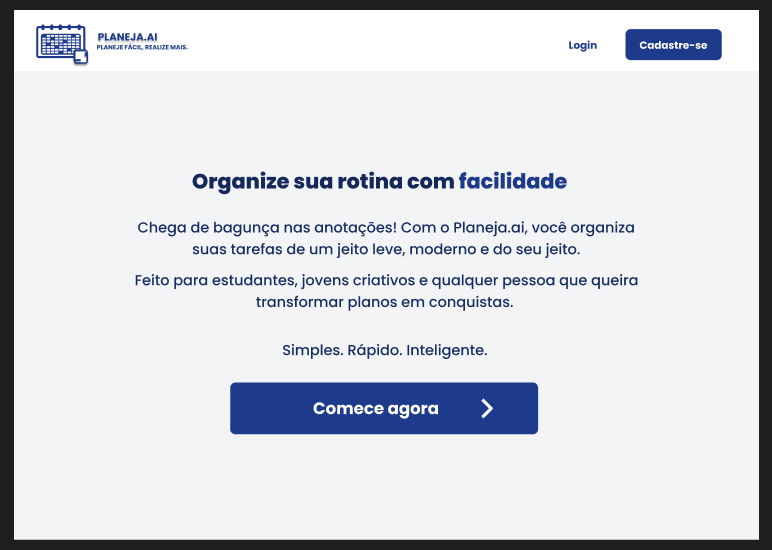 PLANEJA.AI
PLANEJE FÁCIL, REALIZE MAIS.
Login
Cadastre-se
Organize sua rotina com facilidade
Chega de bagunça nas anotações! Com o Planeja.ai, você organiza
suas tarefas de um jeito leve, moderno e do seu jeito.
Feito para estudantes, jovens criativos e qualquer pessoa que queira
transformar planos em conquistas.
Simples. Rápido. Inteligente.
Comece agora